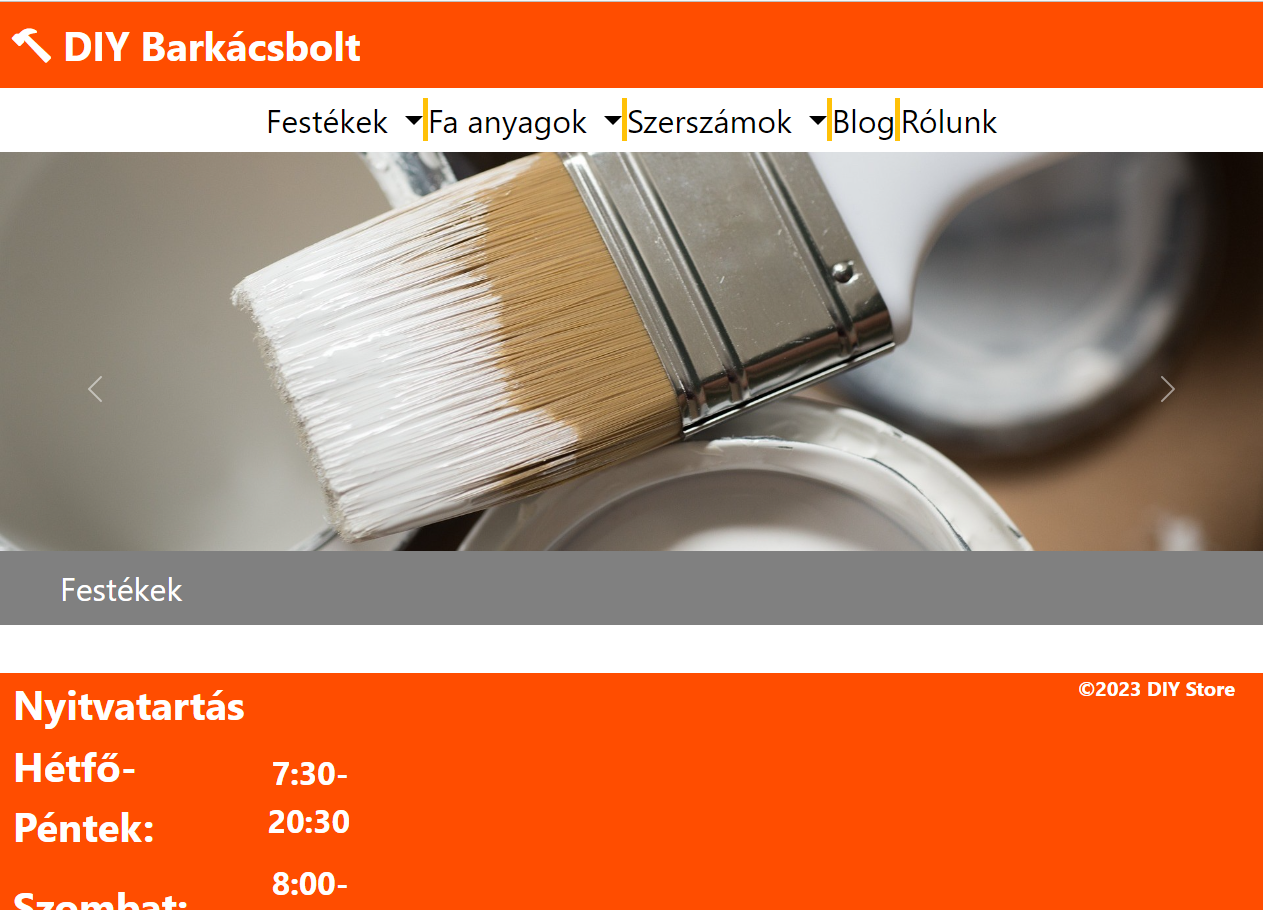 DIY Barkácsbolt
Festékek Fa anyagok Szerszámok Blog Rólunk
Festékek
©2023 DIY Store
Nyitvatartás
Hétfő-
Péntek:
7:30-
20:30
Szombat:
8:00-